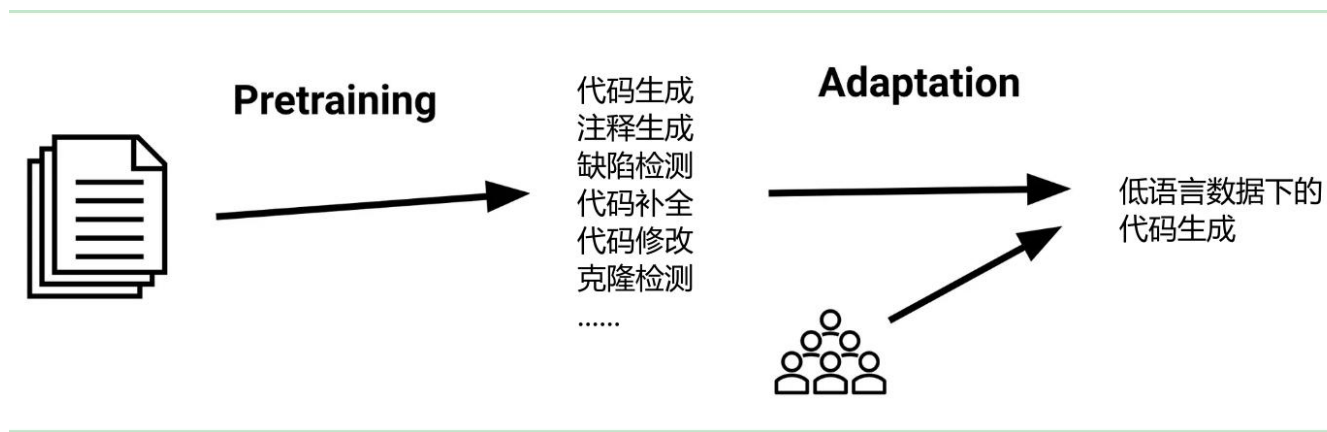 Pretraining
代码生成
注释生成
缺陷检测
代码补全
代码修改
克隆检测
......
Adaptation
低语言数据下的
代码生成